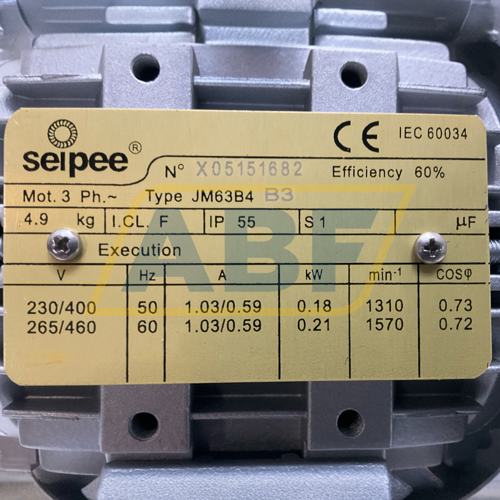 seipee®
CE IEC 60034
N° X05151682 Efficiency 60%
Mot. 3 Ph.~ Type JM63B4 B3
4.9 kg I.CL. F IP 55 S1 µF
Execution
V Hz A kW min-1 COSφ
230/400 50 1.03/0.59 0.18 1310 0.73
265/460 60 1.03/0.59 0.21 1570 0.72
ABF